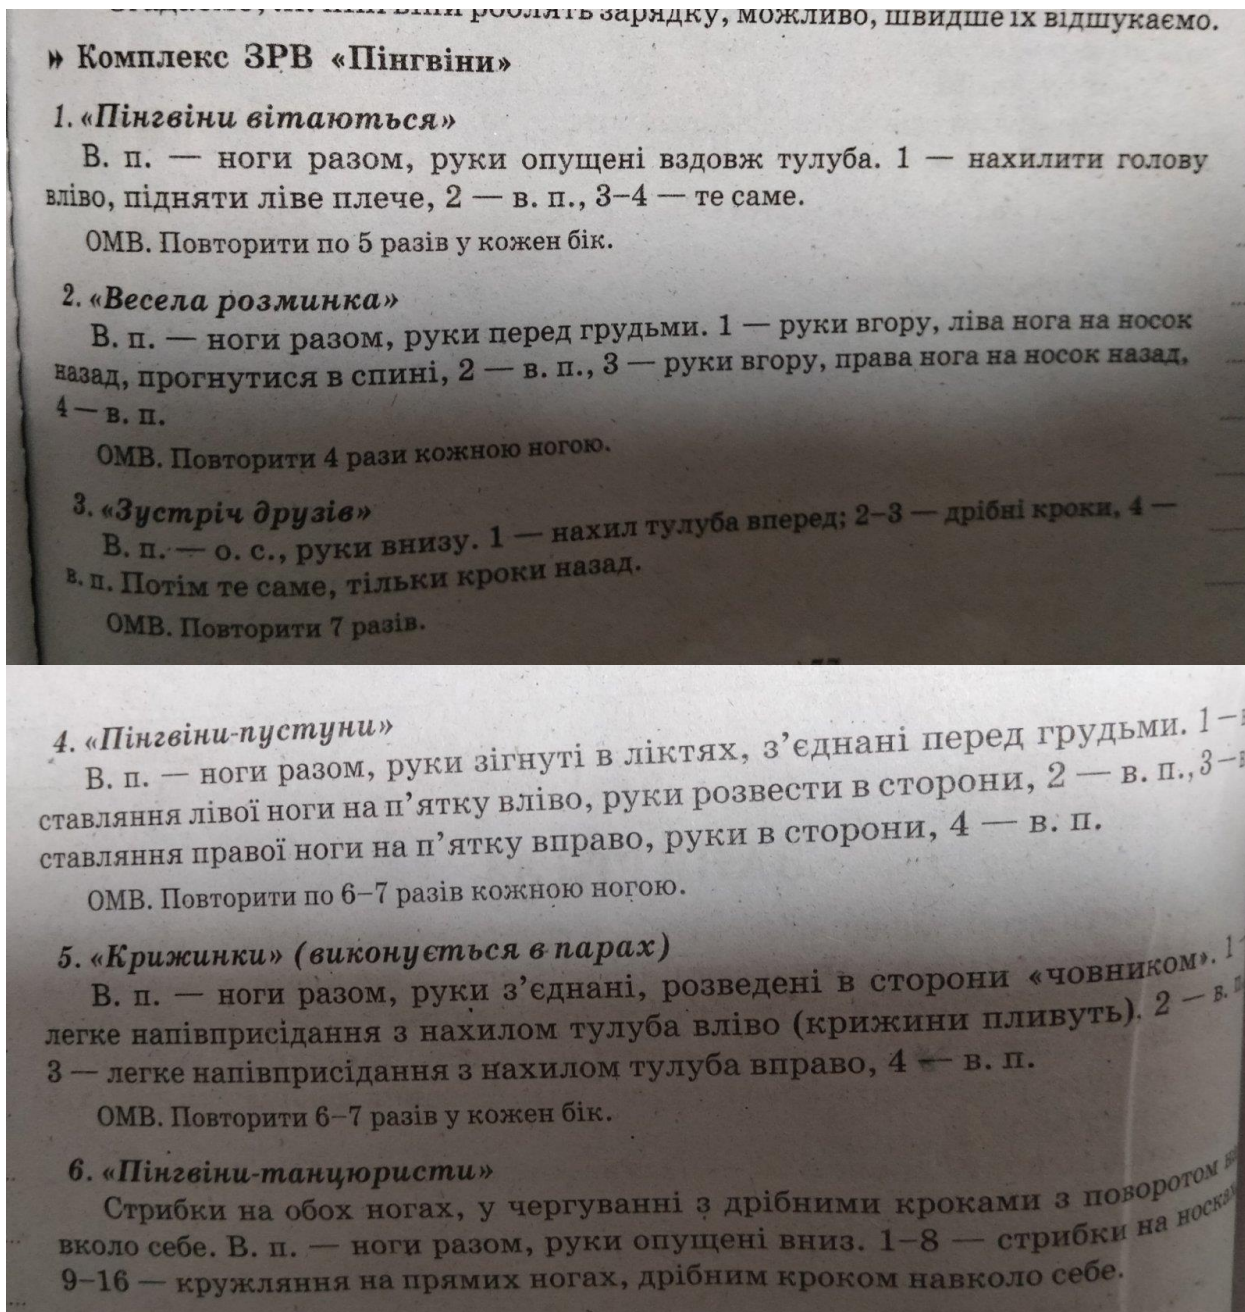 роблять зарядку, можливо, швидше їх відшукаємо.
» Комплекс ЗРВ «Пінгвіни»
1. «Пінгвіни вітаються»
В. п. — ноги разом, руки опущені вздовж тулуба. 1 — нахилити голову
вліво, підняти ліве плече, 2 — в. п., 3–4 — те саме.
ОМВ. Повторити по 5 разів у кожен бік.
2. «Весела розминка»
В. п. — ноги разом, руки перед грудьми. 1 — руки вгору, ліва нога на носок
назад, прогнутися в спині, 2 — в. п., 3 — руки вгору, права нога на носок назад,
4 — в. п.
ОМВ. Повторити 4 рази кожною ногою.
3. «Зустріч друзів»
В. п. — о. с., руки внизу. 1 — нахил тулуба вперед; 2–3 — дрібні кроки, 4 —
в. п. Потім те саме, тільки кроки назад.
ОМВ. Повторити 7 разів.
4. «Пінгвіни-пустуни»
В. п. — ноги разом, руки зігнуті в ліктях, з’єднані перед грудьми. 1 —
ставляння лівої ноги на п’ятку вліво, руки розвести в сторони, 2 — в. п., 3 —
ставляння правої ноги на п’ятку вправо, руки в сторони, 4 — в. п.
ОМВ. Повторити по 6–7 разів кожною ногою.
5. «Крижинки» (виконується в парах)
В. п. — ноги разом, руки з’єднані, розведені в сторони «човником». 1
легке напівприсідання з нахилом тулуба вліво (крижини пливуть). 2 — в. п.
3 — легке напівприсідання з нахилом тулуба вправо, 4 — в. п.
ОМВ. Повторити 6–7 разів у кожен бік.
6. «Пінгвіни-танцюристи»
Стрибки на обох ногах, у чергуванні з дрібними кроками з поворотом
вколо себе. В. п. — ноги разом, руки опущені вниз. 1–8 — стрибки на носках
9–16 — кружляння на прямих ногах, дрібним кроком навколо себе.